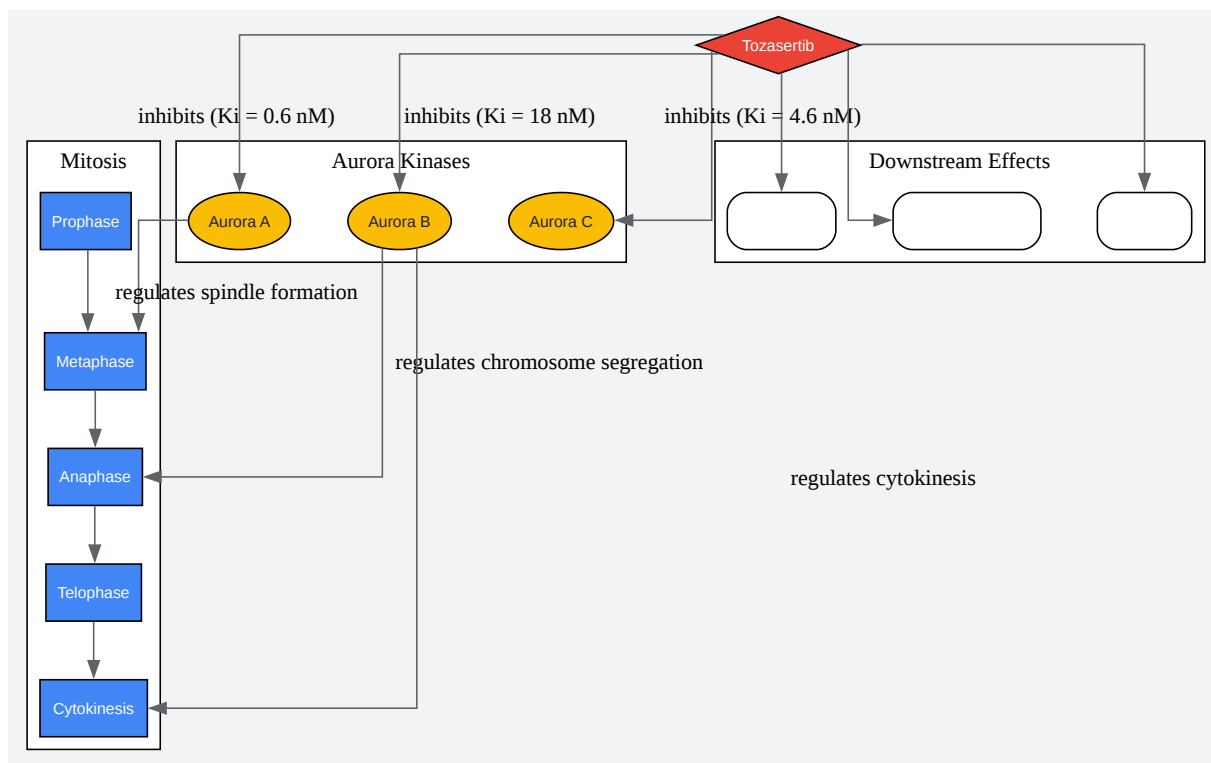 Tozasertib
inhibits (Ki = 0.6 nM)
inhibits (Ki = 18 nM)
inhibits (Ki = 4.6 nM)
Mitosis
Aurora Kinases
Downstream Effects
Prophase
Aurora A
Aurora B
Aurora C
regulates spindle formation
Metaphase
regulates chromosome segregation
Anaphase
regulates cytokinesis
Telophase
Cytokinesis